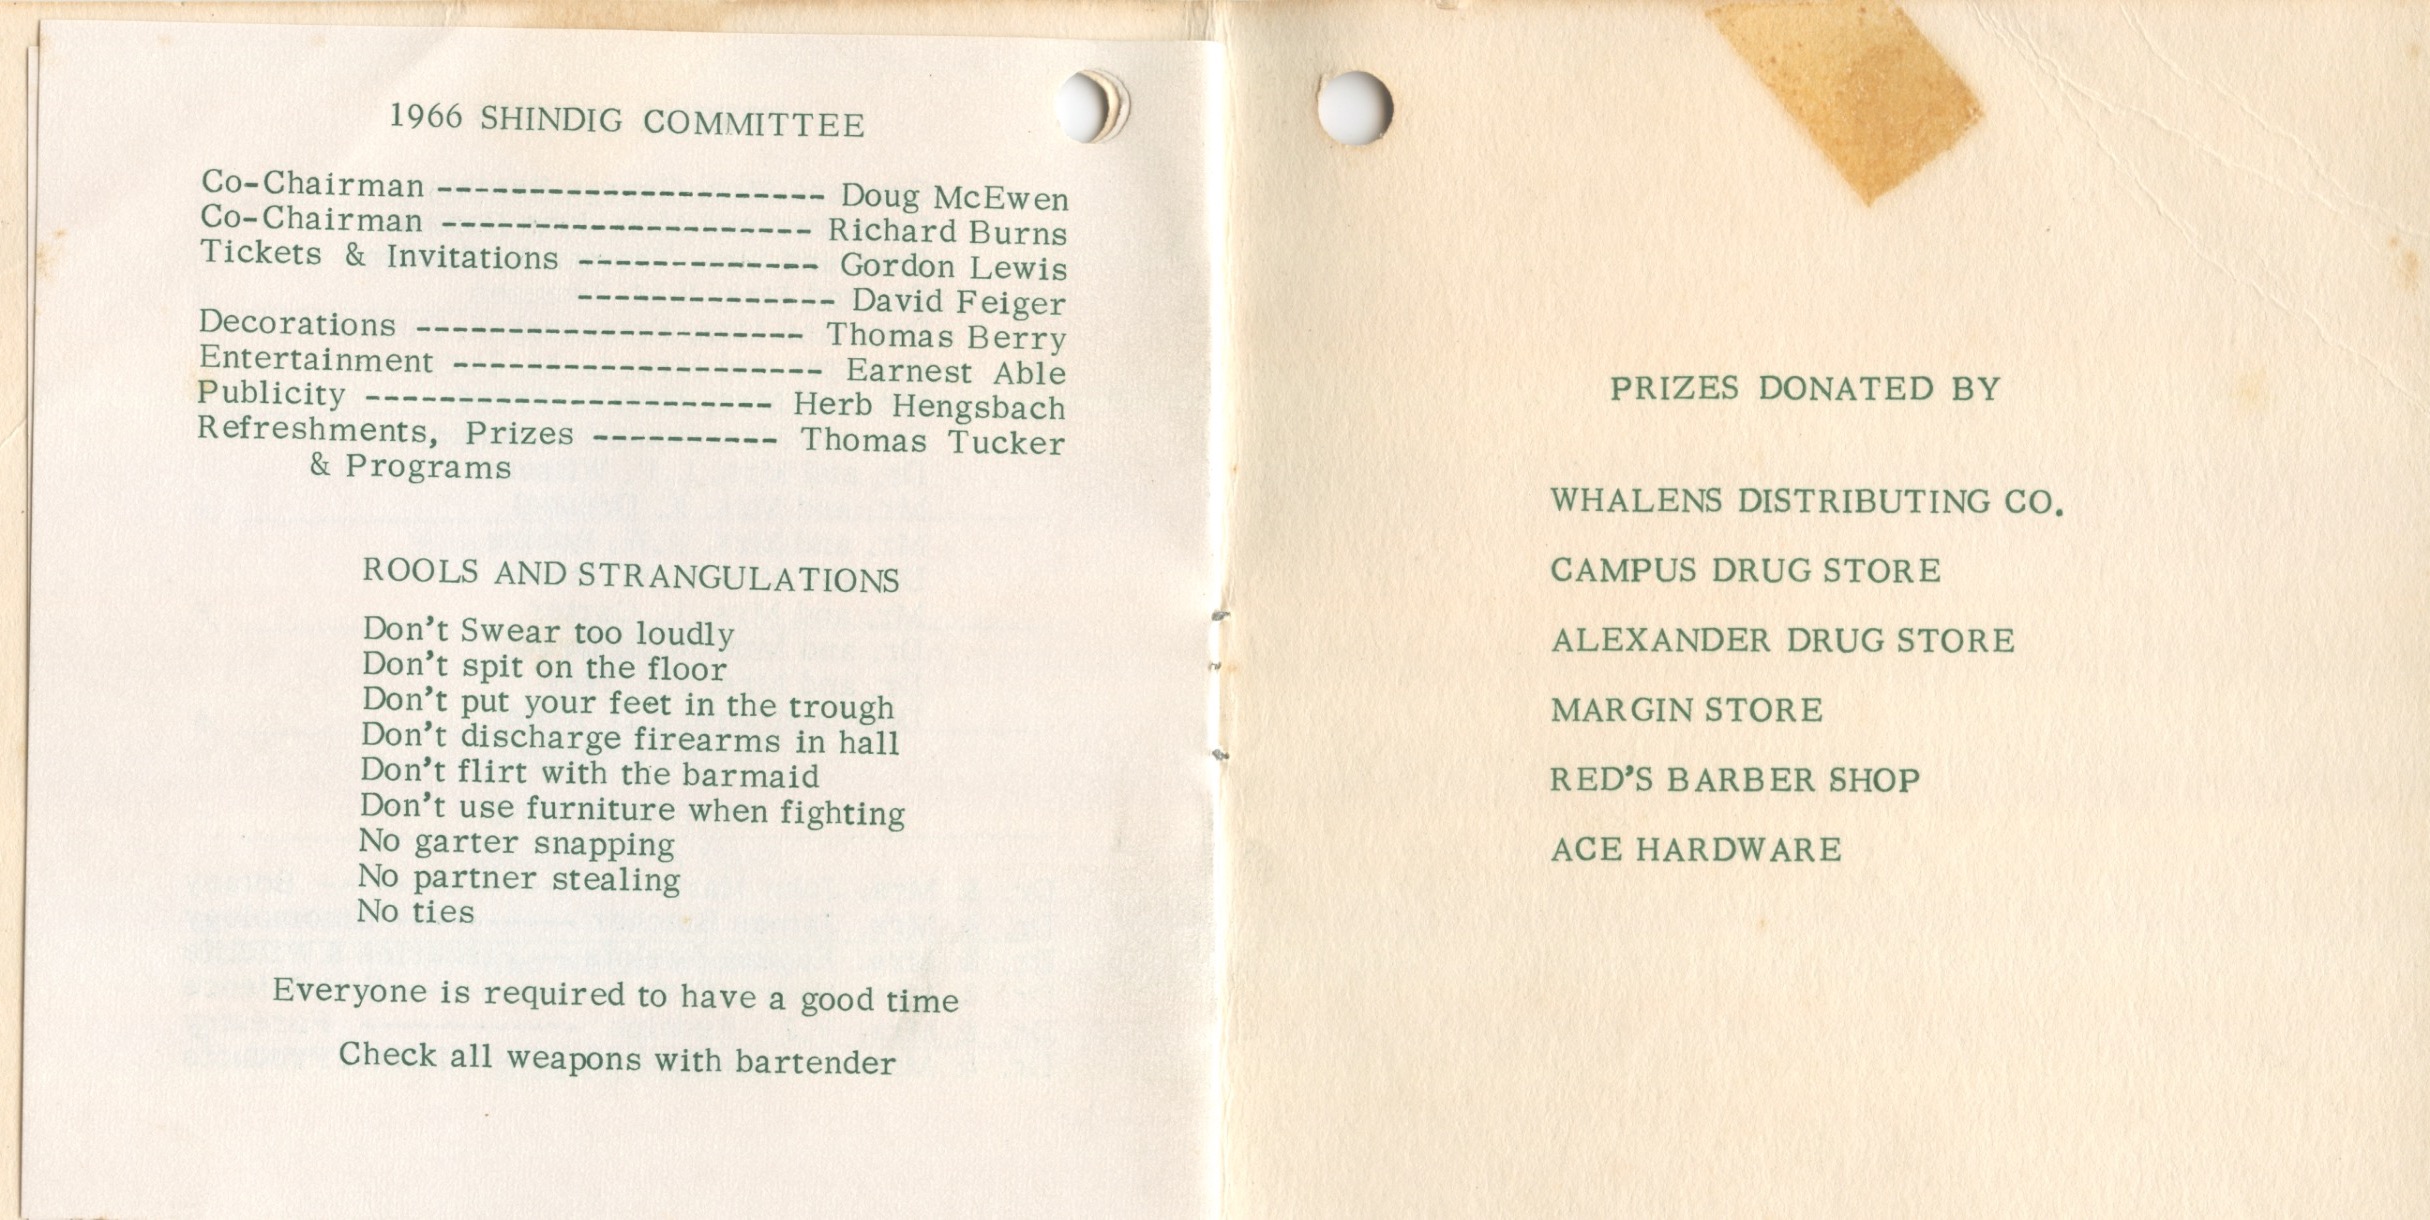 1966 SHINDIG COMMITTEE
Co-Chairman --------------------- Doug McEwen
Co-Chairman -------------------- Richard Burns
Tickets & Invitations ------------- Gordon Lewis
-------------- David Feiger
Decorations --------------------- Thomas Berry
Entertainment -------------------- Earnest Able
Publicity ---------------------- Herb Hengsbach
Refreshments, Prizes ---------- Thomas Tucker
& Programs
ROOLS AND STRANGULATIONS
Don't Swear too loudly
Don't spit on the floor
Don't put your feet in the trough
Don't discharge firearms in hall
Don't flirt with the barmaid
Don't use furniture when fighting
No garter snapping
No partner stealing
No ties
Everyone is required to have a good time
Check all weapons with bartender
PRIZES DONATED BY
WHALENS DISTRIBUTING CO.
CAMPUS DRUG STORE
ALEXANDER DRUG STORE
MARGIN STORE
RED'S BARBER SHOP
ACE HARDWARE